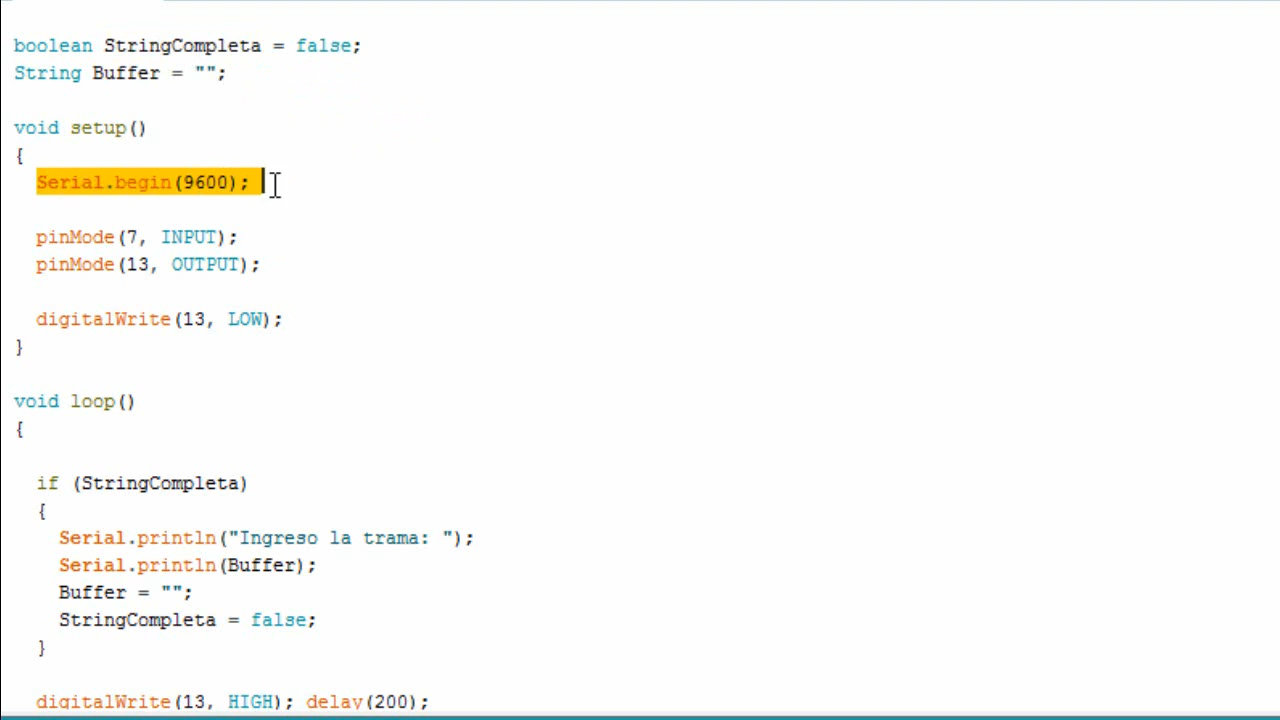 boolean StringCompleta = false;
String Buffer = "";
void setup()
{
Serial.begin(9600);
pinMode(7, INPUT);
pinMode(13, OUTPUT);
digitalWrite(13, LOW);
}
void loop()
{
if (StringCompleta)
{
Serial.println("Ingreso la trama: ");
Serial.println(Buffer);
Buffer = "";
StringCompleta = false;
}
digitalWrite(13, HIGH); delay(200);